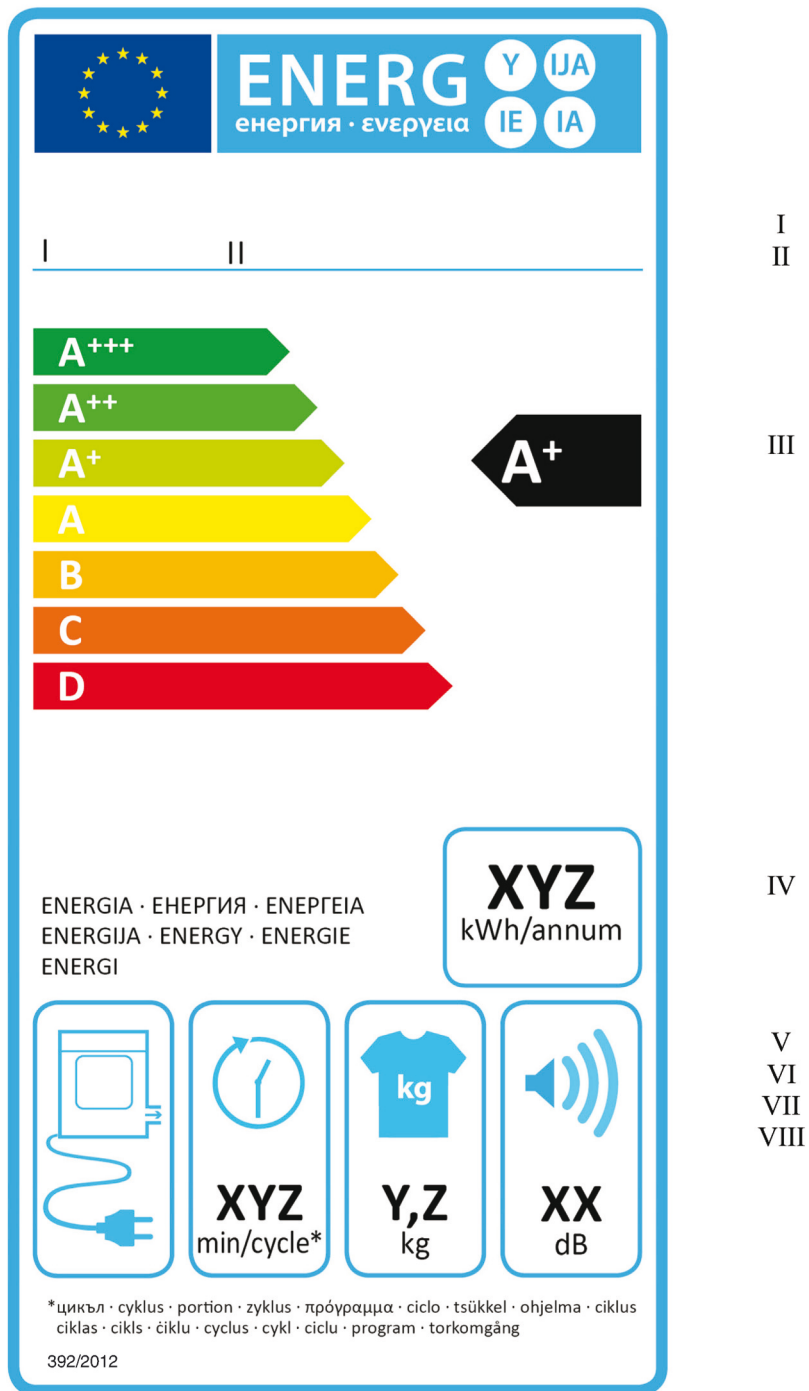 ENERG Y IJA
енергия · ενεργεια IE IA
I II
I
II
A+++
A++
A+
A+
III
A
B
C
D
XYZ
kWh/annum
IV
ENERGIA · ЕНЕРГИЯ · ΕΝΕΡΓΕΙΑ
ENERGIJA · ENERGY · ENERGIE
ENERGI
V
VI
VII
VIII
kg
XYZ
min/cycle*
Y,Z
kg
XX
dB
*цикъл · cyklus · portion · zyklus · πρόγραμμα · ciclo · tsükkel · ohjelma · ciklus
ciklas · cikls · ċiklu · cyclus · cykl · ciclu · program · torkomgång
392/2012